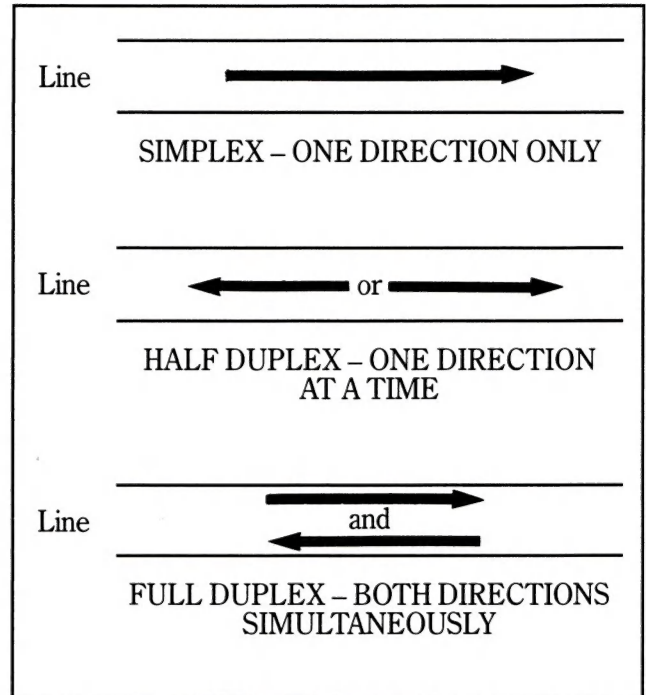 Line
SIMPLEX – ONE DIRECTION ONLY
Line
or
HALF DUPLEX – ONE DIRECTION
AT A TIME
Line
and
FULL DUPLEX – BOTH DIRECTIONS
SIMULTANEOUSLY